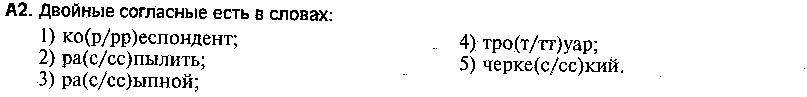 А2. Двойные согласные есть в словах:
1) ко(р/рр)еспондент;
2) ра(с/сс)пылить;
3) ра(с/сс)ыпной;
4) тро(т/тт)уар;
5) черке(с/сс)кий.